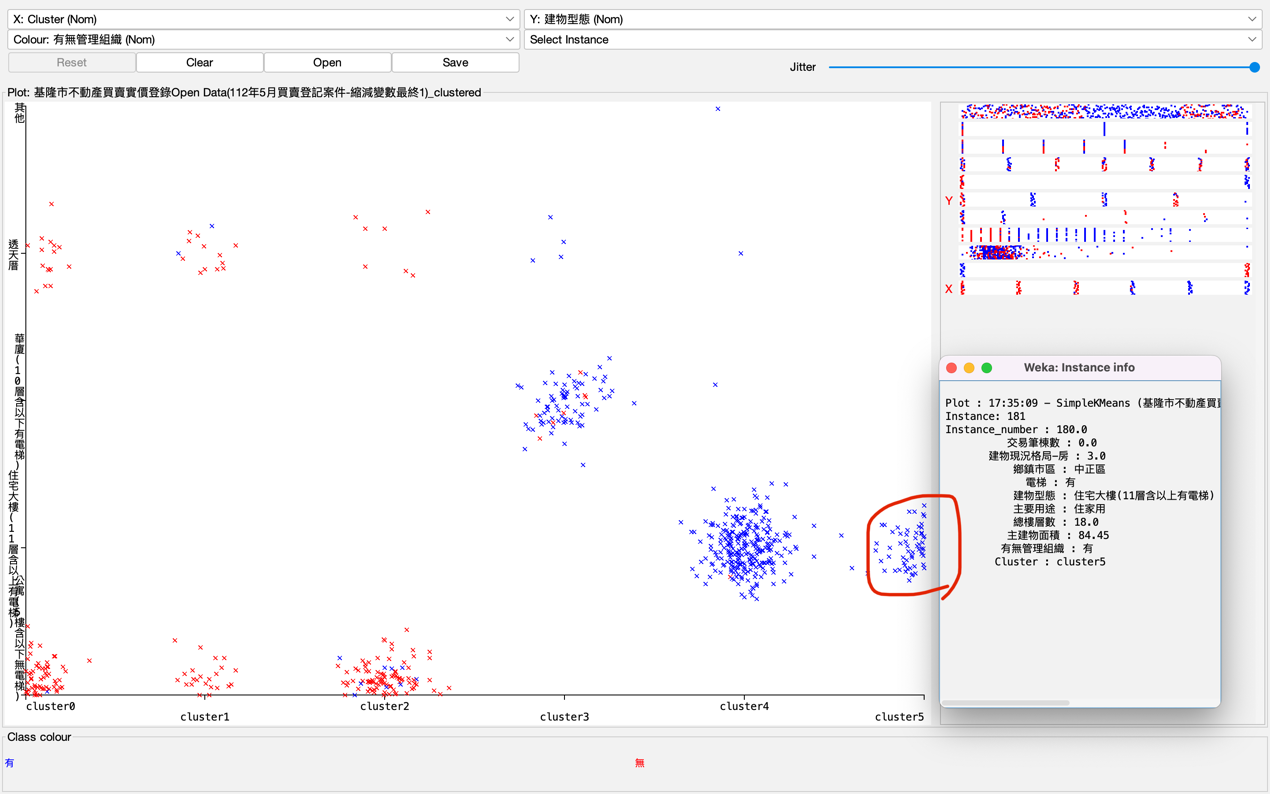 X: Cluster (Nom)
Y: 建物型態 (Nom)
Colour: 有無管理組織 (Nom)
Select Instance
Reset
Clear
Open
Save
Jitter
Plot: 基隆市不動產買賣實價登錄Open Data(112年5月買賣登記案件-縮減變數最終1)_clustered
其他
透天厝
華廈(10層含以下有電梯)
住宅大樓(11層含以上有電梯)
公寓(5樓含以下無電梯)
cluster0
cluster1
cluster2
cluster3
cluster4
cluster5
Y
X
Weka: Instance info
Plot : 17:35:09 - SimpleKMeans (基隆市不動產買
Instance: 181
Instance_number : 180.0
交易筆棟數 : 0.0
建物現況格局-房 : 3.0
鄉鎮市區 : 中正區
電梯 : 有
建物型態 : 住宅大樓(11層含以上有電梯)
主要用途 : 住家用
總樓層數 : 18.0
主建物面積 : 84.45
有無管理組織 : 有
Cluster : cluster5
Class colour
有
無